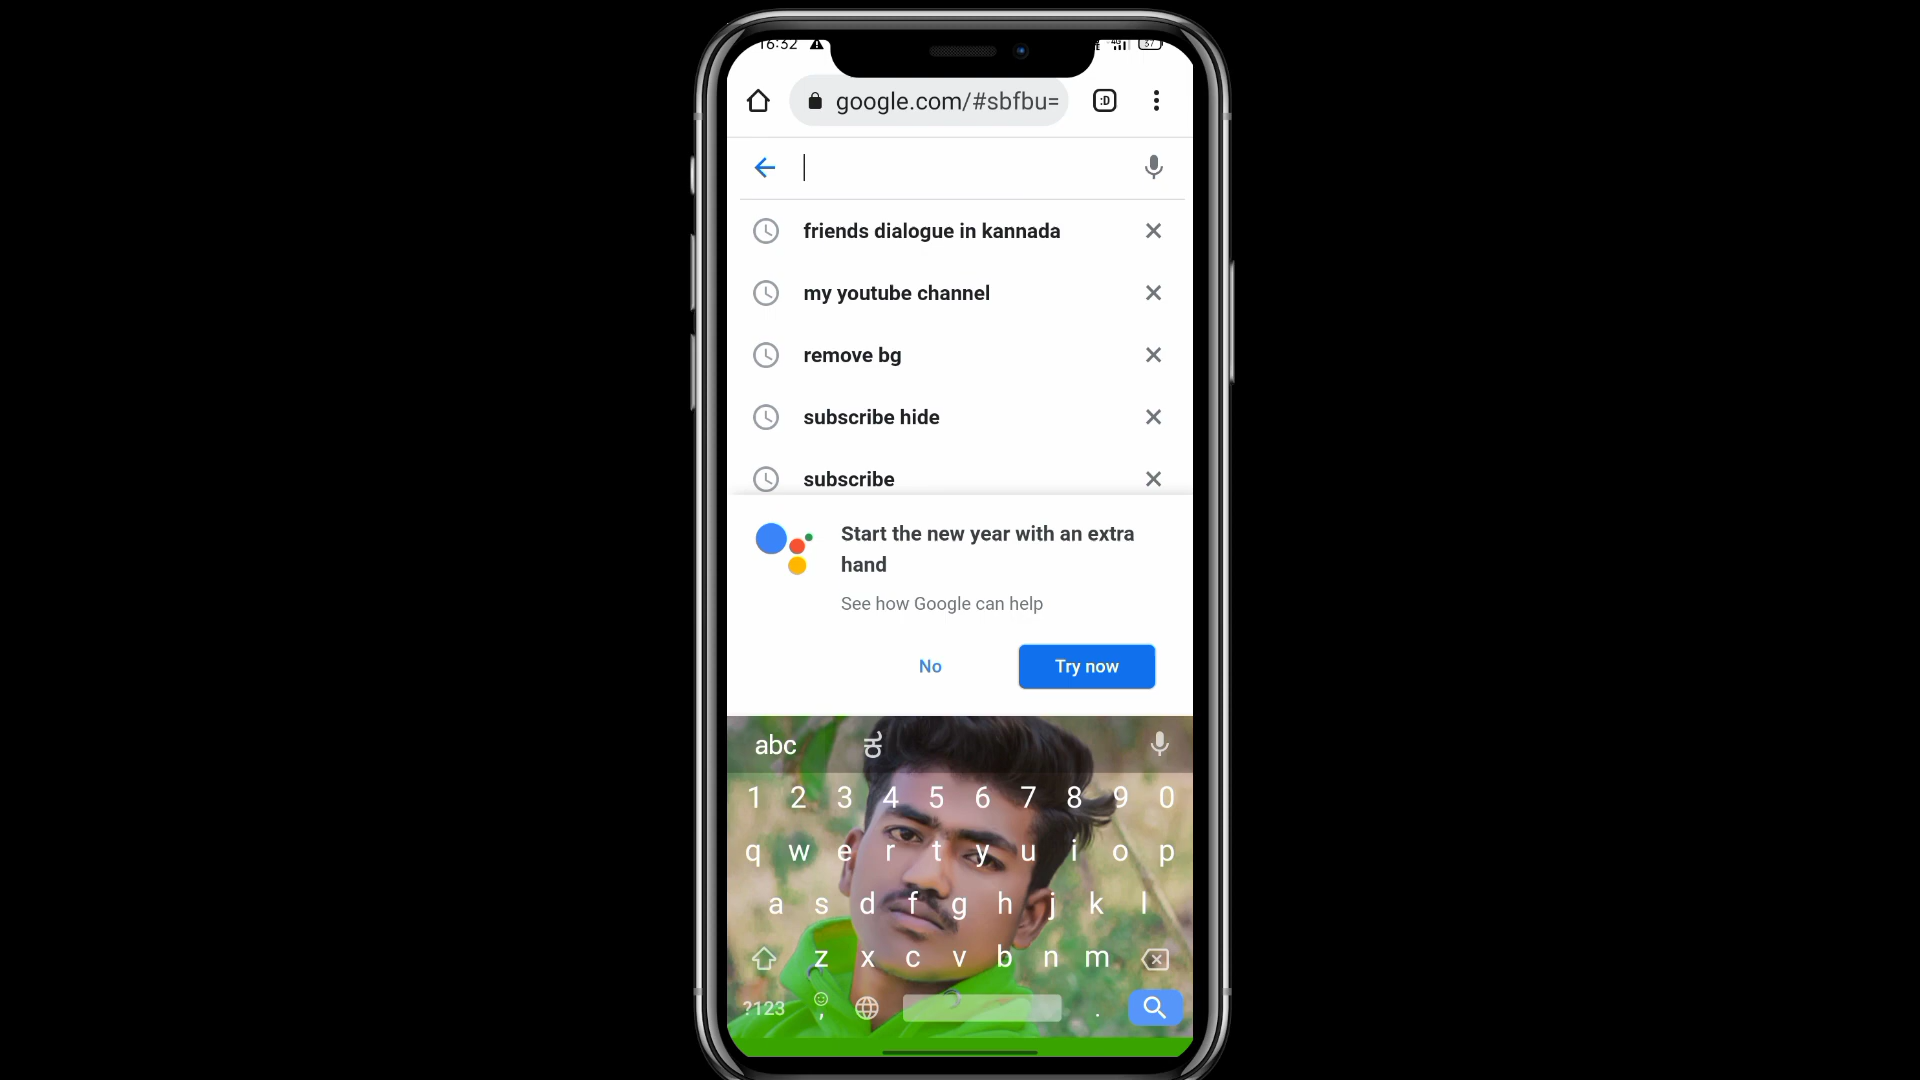 16:32
google.com/#sbfbu=
:D
friends dialogue in kannada
my youtube channel
remove bg
subscribe hide
subscribe
Start the new year with an extra
hand
See how Google can help
No Try now
abc ಕ
1 2 3 4 5 6 7 8 9 0
q w e r t y u i o p
a s d f g h j k l
z x c v b n m
?123 , .